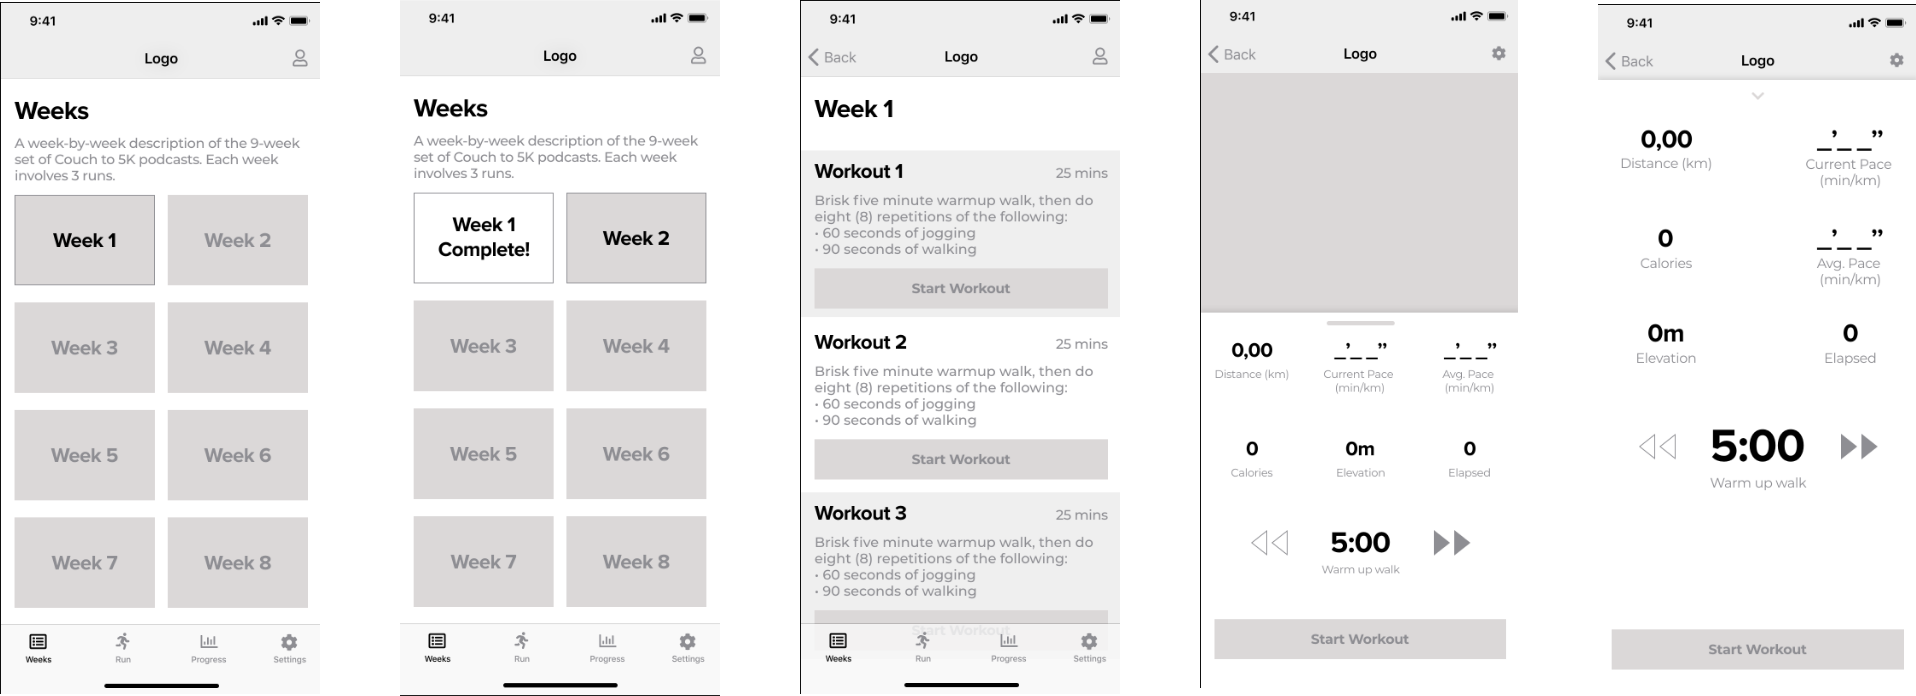 9:41
Logo
Weeks
A week-by-week description of the 9-week
set of Couch to 5K podcasts. Each week
involves 3 runs.
Week 1
Week 2
Week 3
Week 4
Week 5
Week 6
Week 7
Week 8
Weeks
Run
Progress
Settings
9:41
Logo
Weeks
A week-by-week description of the 9-week
set of Couch to 5K podcasts. Each week
involves 3 runs.
Week 1
Complete!
Week 2
Week 3
Week 4
Week 5
Week 6
Week 7
Week 8
Weeks
Run
Progress
Settings
9:41
Back
Logo
Week 1
Workout 1
25 mins
Brisk five minute warmup walk, then do
eight (8) repetitions of the following:
• 60 seconds of jogging
• 90 seconds of walking
Start Workout
Workout 2
25 mins
Brisk five minute warmup walk, then do
eight (8) repetitions of the following:
• 60 seconds of jogging
• 90 seconds of walking
Start Workout
Workout 3
25 mins
Brisk five minute warmup walk, then do
eight (8) repetitions of the following:
• 60 seconds of jogging
• 90 seconds of walking
Start Workout
Weeks
Run
Progress
Settings
9:41
Back
Logo
0,00
Distance (km)
_'_ _"
Current Pace
(min/km)
_'_ _"
Avg. Pace
(min/km)
0
Calories
0m
Elevation
0
Elapsed
5:00
Warm up walk
Start Workout
9:41
Back
Logo
0,00
Distance (km)
_'_ _"
Current Pace
(min/km)
0
Calories
_'_ _"
Avg. Pace
(min/km)
0m
Elevation
0
Elapsed
5:00
Warm up walk
Start Workout